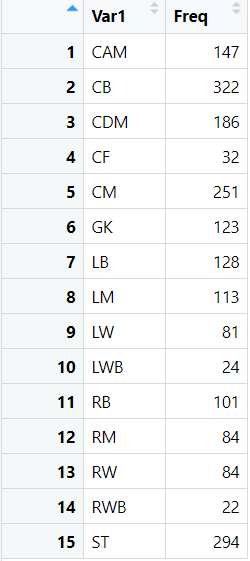 Var1 Freq
1 CAM 147
2 CB 322
3 CDM 186
4 CF 32
5 CM 251
6 GK 123
7 LB 128
8 LM 113
9 LW 81
10 LWB 24
11 RB 101
12 RM 84
13 RW 84
14 RWB 22
15 ST 294